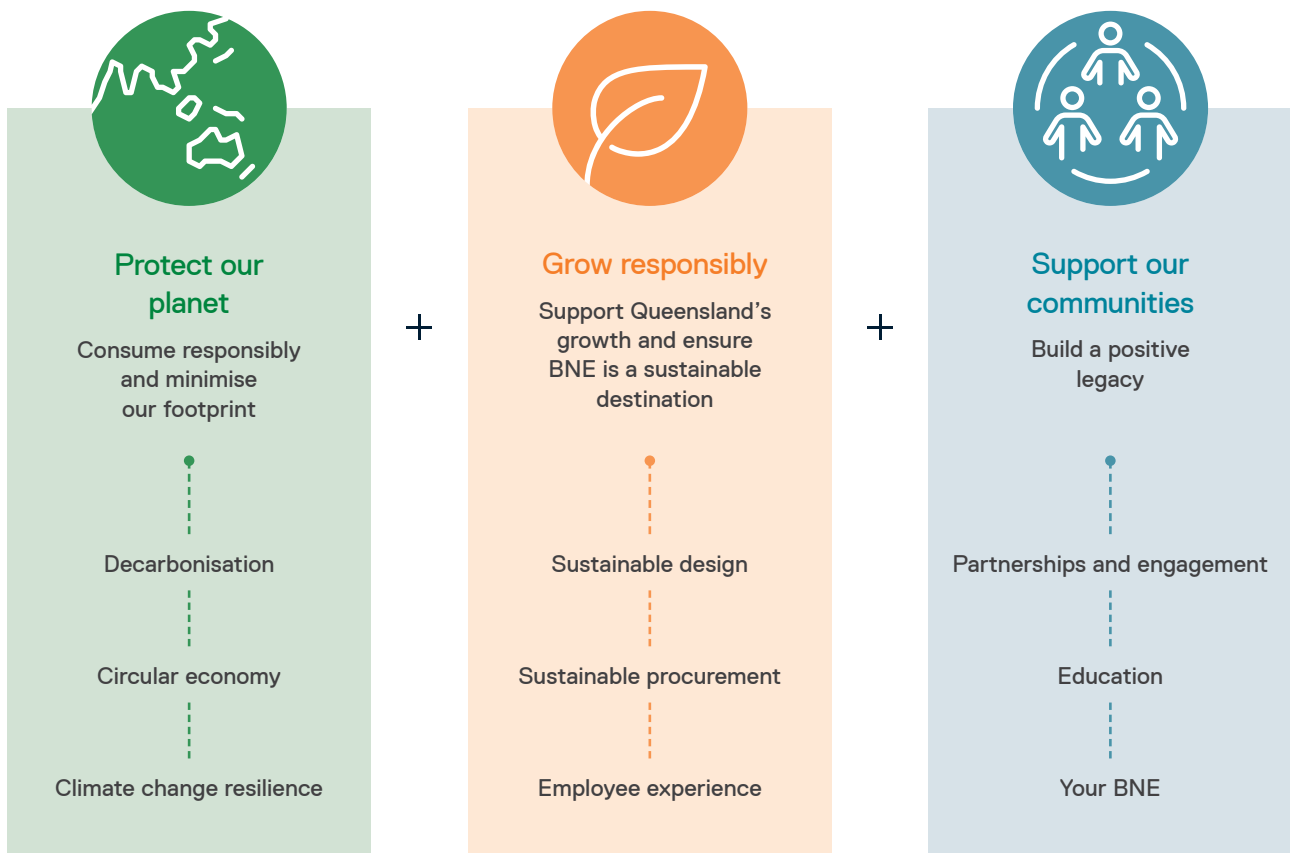 Protect our
planet
Consume responsibly
and minimise
our footprint
Decarbonisation
Circular economy
Climate change resilience
+
Grow responsibly
Support Queensland’s
growth and ensure
BNE is a sustainable
destination
Sustainable design
Sustainable procurement
Employee experience
+
Support our
communities
Build a positive
legacy
Partnerships and engagement
Education
Your BNE